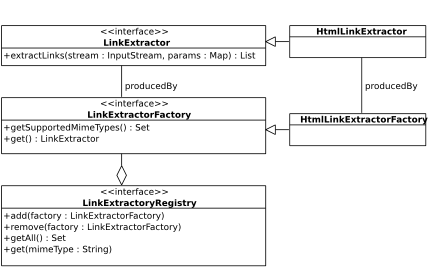 <<interface>>
LinkExtractor
+extractLinks(stream : InputStream, params : Map) : List
HtmlLinkExtractor
producedBy
producedBy
<<interface>>
LinkExtractorFactory
+getSupportedMimeTypes() : Set
+get() : LinkExtractor
HtmlLinkExtractorFactory
<<interface>>
LinkExtractoryRegistry
+add(factory : LinkExtractorFactory)
+remove(factory : LinkExtractorFactory)
+getAll() : Set
+get(mimeType : String)